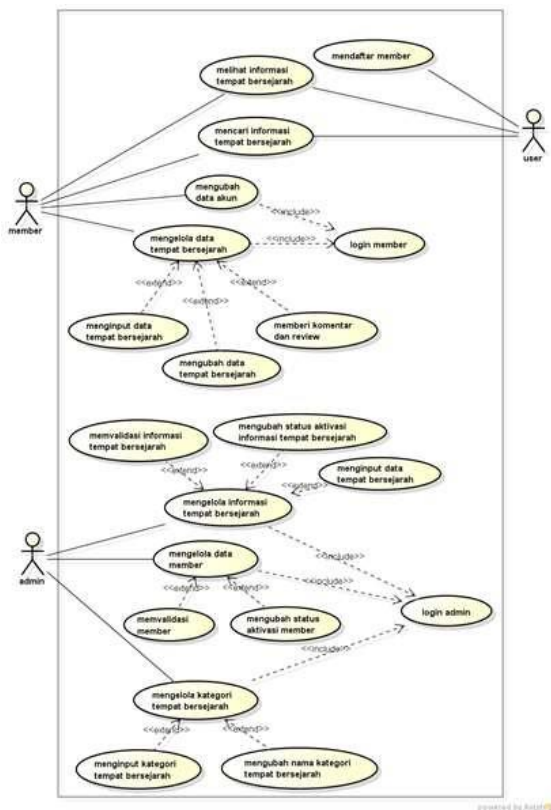 mendaftar member
melihat informasi
tempat bersejarah
mencari informasi
tempat bersejarah
user
mengubah
data akun
<<include>>
member
mengelola data
tempat bersejarah
<<include>>
login member
<<extend>>
<<extend>>
<<extend>>
menginput data
tempat bersejarah
memberi komentar
dan review
mengubah data
tempat bersejarah
memvalidasi informasi
tempat bersejarah
mengubah status aktivasi
informasi tempat bersejarah
menginput data
tempat bersejarah
<<extend>>
<<extend>>
<<extend>>
mengelola informasi
tempat bersejarah
admin
mengelola data
member
<<include>>
<<include>>
<<extend>>
<<extend>>
login admin
memvalidasi
member
mengubah status
aktivasi member
<<include>>
mengelola kategori
tempat bersejarah
<<extend>>
<<extend>>
menginput kategori
tempat bersejarah
mengubah nama kategori
tempat bersejarah
powered by Astah